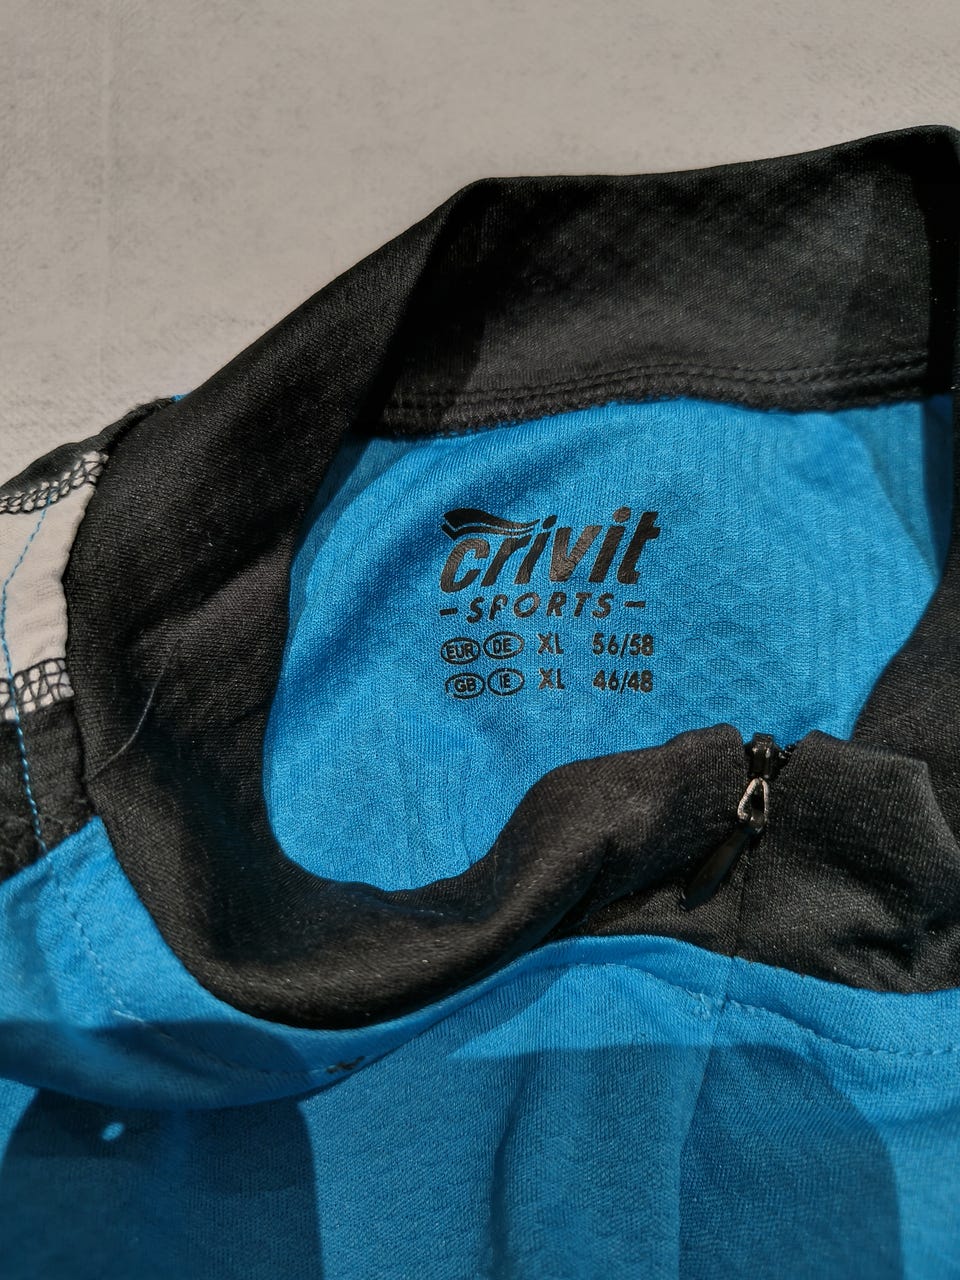 crivit
-SPORTS-
EUR DE XL 56/58
GB IE XL 46/48